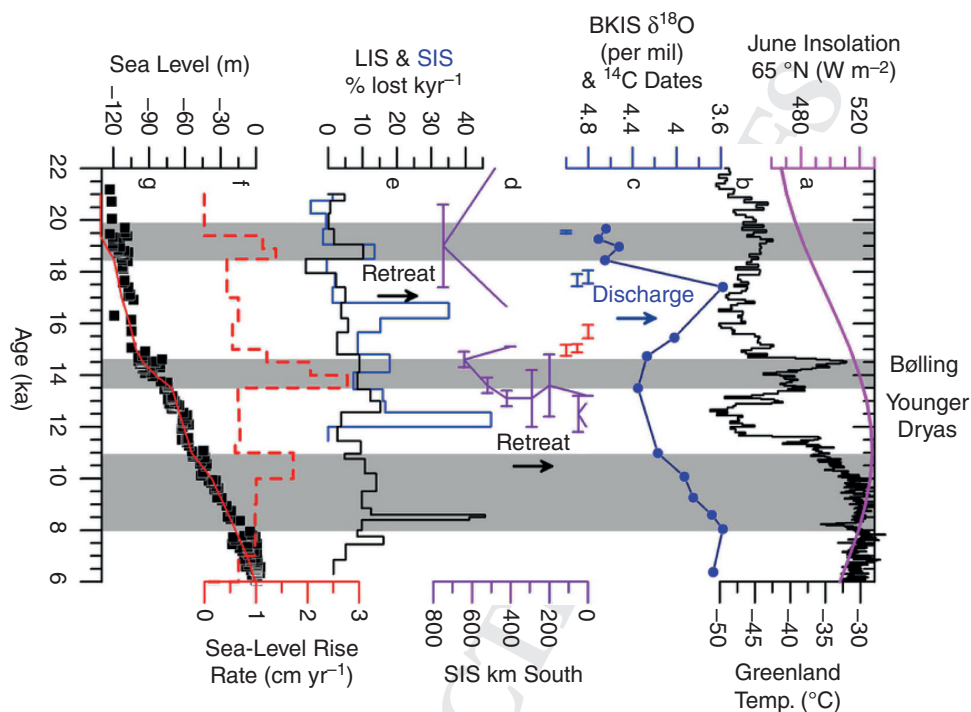 Sea Level (m)
−120
−90
−60
−30
0
LIS & SIS
% lost kyr−1
0
10
20
30
40
BKIS δ18O
(per mil)
& 14C Dates
4.8
4.4
4
3.6
June Insolation
65 °N (W m−2)
480
520
22
20
18
16
14
12
10
8
6
Age (ka)
g
f
e
d
c
b
a
Retreat
Discharge
Retreat
Bølling
Younger
Dryas
0
1
2
3
Sea-Level Rise
Rate (cm yr−1)
800
600
400
200
0
SIS km South
−50
−45
−40
−35
−30
Greenland
Temp. (°C)